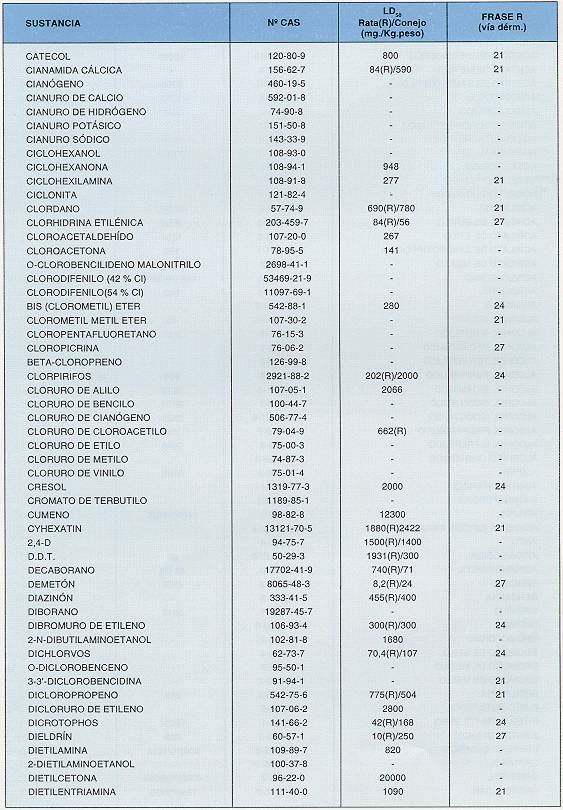 SUSTANCIA Nº CAS LD50 Rata(R)/Conejo (mg./Kg.peso) FRASE R (vía dérm.)
CATECOL 120-80-9 800 21
CIANAMIDA CÁLCICA 156-62-7 84(R)/590 21
CIANÓGENO 460-19-5 - -
CIANURO DE CALCIO 592-01-8 - -
CIANURO DE HIDRÓGENO 74-90-8 - -
CIANURO POTÁSICO 151-50-8 - -
CIANURO SÓDICO 143-33-9 - -
CICLOHEXANOL 108-93-0 - -
CICLOHEXANONA 108-94-1 948 -
CICLOHEXILAMINA 108-91-8 277 21
CICLONITA 121-82-4 - -
CLORDANO 57-74-9 690(R)/780 21
CLORHIDRINA ETILÉNICA 203-459-7 84(R)/56 27
CLOROACETALDEHÍDO 107-20-0 267 -
CLOROACETONA 78-95-5 141 -
O-CLOROBENCILIDENO MALONITRILO 2698-41-1 - -
CLORODIFENILO (42 % CI) 53469-21-9 - -
CLORODIFENILO(54 % CI) 11097-69-1 - -
BIS (CLOROMETIL) ETER 542-88-1 280 24
CLOROMETIL METIL ETER 107-30-2 - 21
CLOROPENTAFLUORETANO 76-15-3 - -
CLOROPICRINA 76-06-2 - 27
BETA-CLOROPRENO 126-99-8 - -
CLORPIRIFOS 2921-88-2 202(R)/2000 24
CLORURO DE ALILO 107-05-1 2066 -
CLORURO DE BENCILO 100-44-7 - -
CLORURO DE CIANÓGENO 506-77-4 - -
CLORURO DE CLOROACETILO 79-04-9 662(R) -
CLORURO DE ETILO 75-00-3 - -
CLORURO DE METILO 74-87-3 - -
CLORURO DE VINILO 75-01-4 - -
CRESOL 1319-77-3 2000 24
CROMATO DE TERBUTILO 1189-85-1 - -
CUMENO 98-82-8 12300 -
CYHEXATIN 13121-70-5 1880(R)2422 21
2,4-D 94-75-7 1500(R)/1400 -
D.D.T. 50-29-3 1931(R)/300 -
DECABORANO 17702-41-9 740(R)/71 -
DEMETÓN 8065-48-3 8,2(R)/24 27
DIAZINÓN 333-41-5 455(R)/400 -
DIBORANO 19287-45-7 - -
DIBROMURO DE ETILENO 106-93-4 300(R)/300 24
2-N-DIBUTILAMINOETANOL 102-81-8 1680 -
DICHLORVOS 62-73-7 70,4(R)/107 24
O-DICLOROBENCENO 95-50-1 - -
3-3'-DICLOROBENCIDINA 91-94-1 - 21
DICLOROPROPENO 542-75-6 775(R)/504 21
DICLORURO DE ETILENO 107-06-2 2800 -
DICROTOPHOS 141-66-2 42(R)/168 24
DIELDRÍN 60-57-1 10(R)/250 27
DIETILAMINA 109-89-7 820 -
2-DIETILAMINOETANOL 100-37-8 - -
DIETILCETONA 96-22-0 20000 -
DIETILENTRIAMINA 111-40-0 1090 21